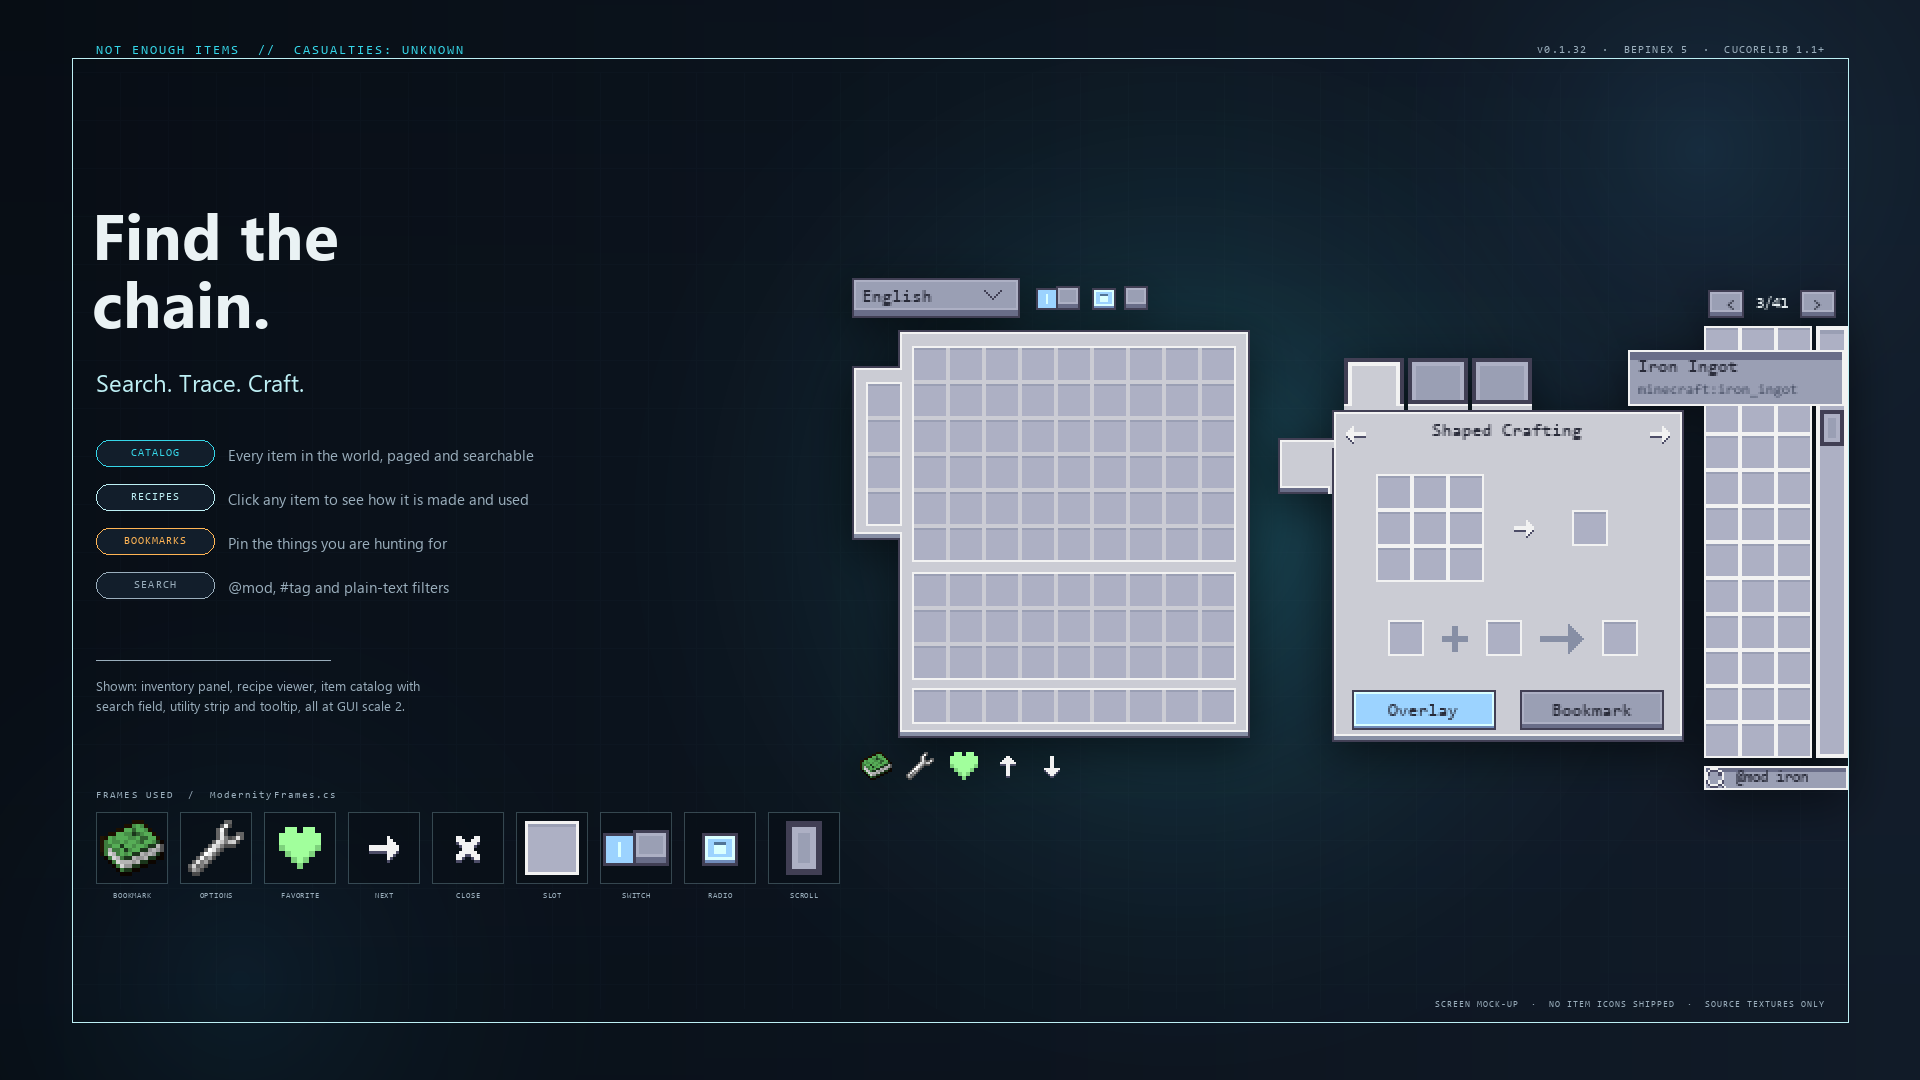 NOT ENOUGH ITEMS // CASUALTIES: UNKNOWN
v0.1.32 · BEPINEX 5 · CUCORELIB 1.1+
Find the
chain.
Search. Trace. Craft.
CATALOG Every item in the world, paged and searchable
RECIPES Click any item to see how it is made and used
BOOKMARKS Pin the things you are hunting for
SEARCH @mod, #tag and plain-text filters
Shown: inventory panel, recipe viewer, item catalog with
search field, utility strip and tooltip, all at GUI scale 2.
FRAMES USED / ModernityFrames.cs
BOOKMARK OPTIONS FAVORITE NEXT CLOSE SLOT SWITCH RADIO SCROLL
English
< 3/41 >
Iron Ingot
minecraft:iron_ingot
Shaped Crafting
Overlay Bookmark
@mod iron
SCREEN MOCK-UP · NO ITEM ICONS SHIPPED · SOURCE TEXTURES ONLY